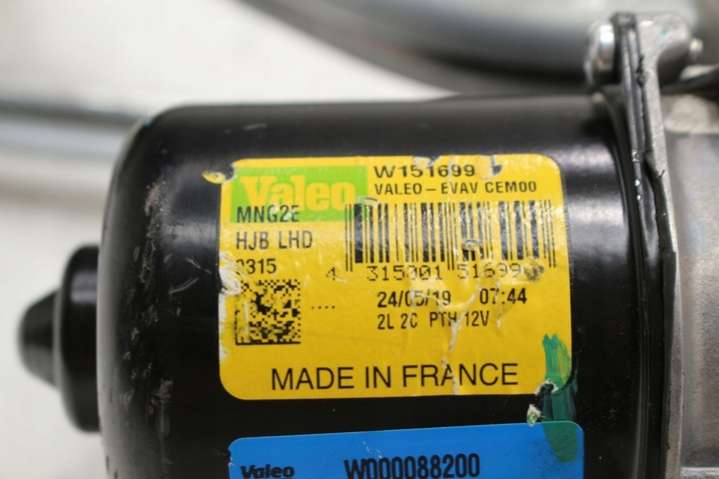 Valeo W151699
VALEO-EVAV CEM00
MNG2E
HJB LHD
0315
4 315001 516990
.... 24/05/19 07:44
2L 2C PTH 12V
MADE IN FRANCE
Valeo W000088200